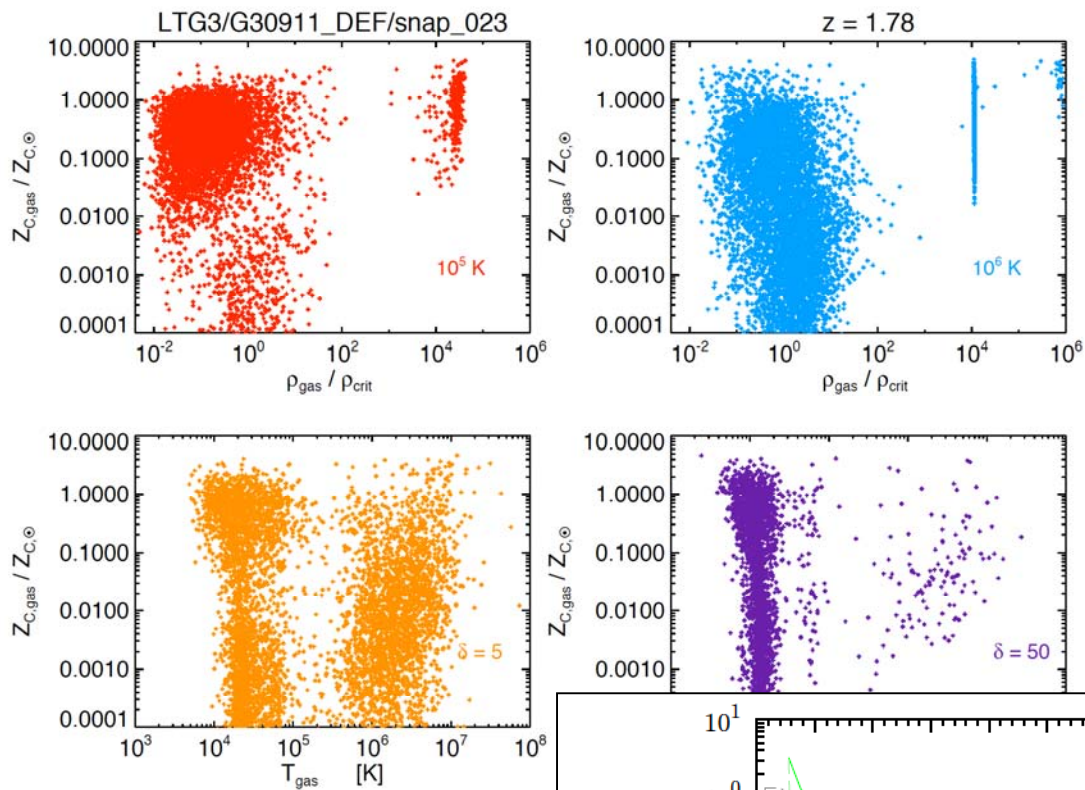 LTG3/G30911_DEF/snap_023
z = 1.78
10.0000
1.0000
0.1000
0.0100
0.0010
0.0001
Z_C,gas / Z_C,⊙
10^5 K
10^-2 10^0 10^2 10^4 10^6
ρ_gas / ρ_crit
10.0000
1.0000
0.1000
0.0100
0.0010
0.0001
Z_C,gas / Z_C,⊙
10^6 K
10^-2 10^0 10^2 10^4 10^6
ρ_gas / ρ_crit
10.0000
1.0000
0.1000
0.0100
0.0010
0.0001
Z_C,gas / Z_C,⊙
δ = 5
10^3 10^4 10^5 10^6 10^7 10^8
T_gas [K]
10.0000
1.0000
0.1000
0.0100
0.0010
Z_C,gas / Z_C,⊙
δ = 50
10^1
0